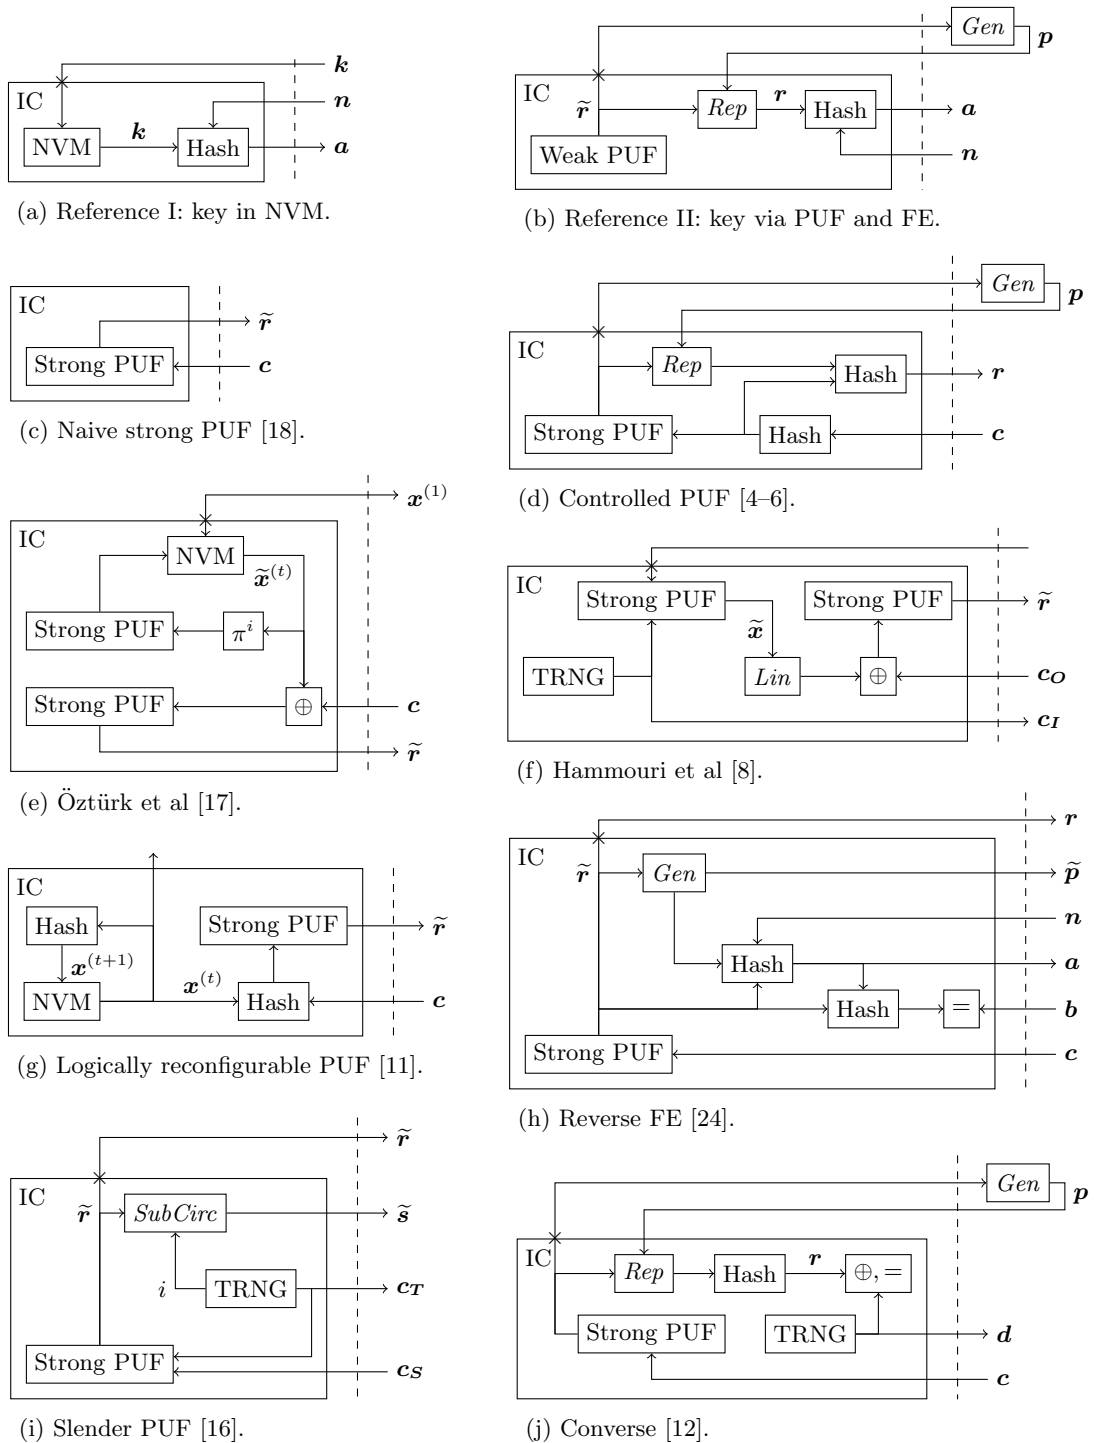 k
IC
n
NVM
k
Hash
a
(a) Reference I: key in NVM.
Gen
p
IC
r̃
Rep
r
Hash
a
Weak PUF
n
(b) Reference II: key via PUF and FE.
IC
r̃
Strong PUF
c
(c) Naive strong PUF [18].
Gen
p
IC
Rep
Hash
r
Strong PUF
Hash
c
(d) Controlled PUF [4–6].
x⁽¹⁾
IC
NVM
x̃⁽ᵗ⁾
Strong PUF
πⁱ
Strong PUF
⊕
c
r̃
(e) Öztürk et al [17].
IC
Strong PUF
Strong PUF
r̃
x̃
TRNG
Lin
⊕
c_O
c_I
(f) Hammouri et al [8].
IC
Hash
Strong PUF
r̃
x⁽ᵗ⁺¹⁾
x⁽ᵗ⁾
NVM
Hash
c
(g) Logically reconfigurable PUF [11].
r
IC
r̃
Gen
p̃
n
Hash
a
Hash
=
b
Strong PUF
c
(h) Reverse FE [24].
r̃
IC
r̃
SubCirc
s̃
i
TRNG
c_T
Strong PUF
c_S
(i) Slender PUF [16].
Gen
p
IC
Rep
Hash
r
⊕, =
Strong PUF
TRNG
d
c
(j) Converse [12].